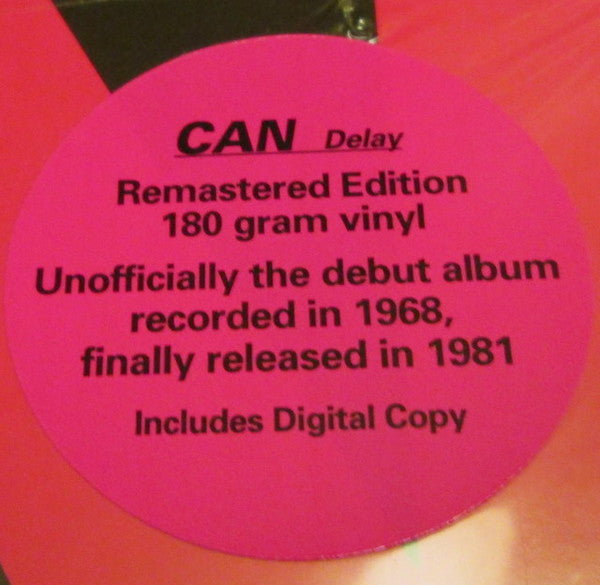 CAN Delay
Remastered Edition
180 gram vinyl
Unofficially the debut album
recorded in 1968,
finally released in 1981
Includes Digital Copy